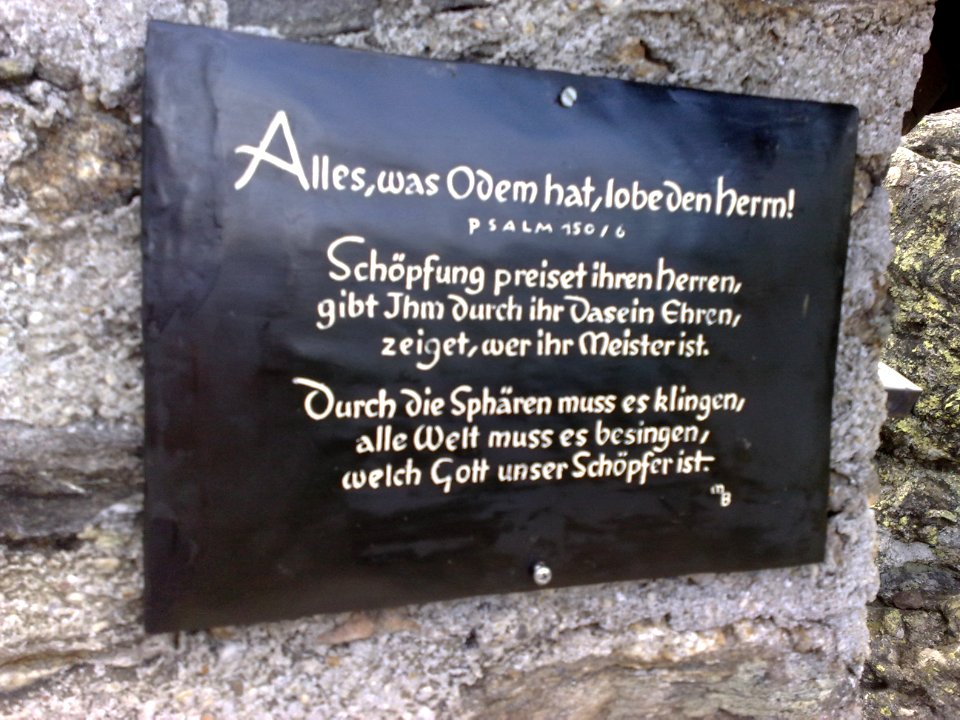 Alles, was Odem hat, lobe den Herrn!
PSALM 150/6
Schöpfung preiset ihren Herren,
gibt Jhm durch ihr Dasein Ehren,
zeiget, wer ihr Meister ist.
Durch die Sphären muss es klingen,
alle Welt muss es besingen,
welch Gott unser Schöpfer ist.
mB